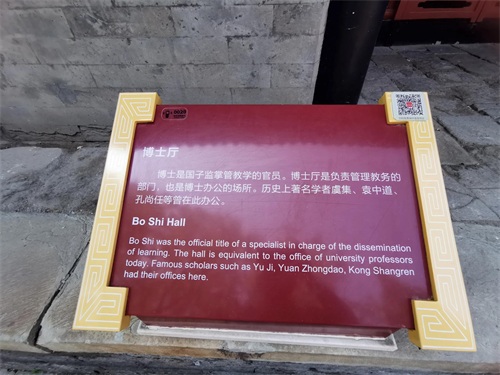 博士厅
博士是国子监掌管教学的官员。博士厅是负责管理教务的
部门，也是博士办公的场所。历史上著名学者虞集、袁中道、
孔尚任等曾在此办公。
Bo Shi Hall
Bo Shi was the official title of a specialist in charge of the dissemination
of learning. The hall is equivalent to the office of university professors
today. Famous scholars such as Yu Ji, Yuan Zhongdao, Kong Shangren
had their offices here.